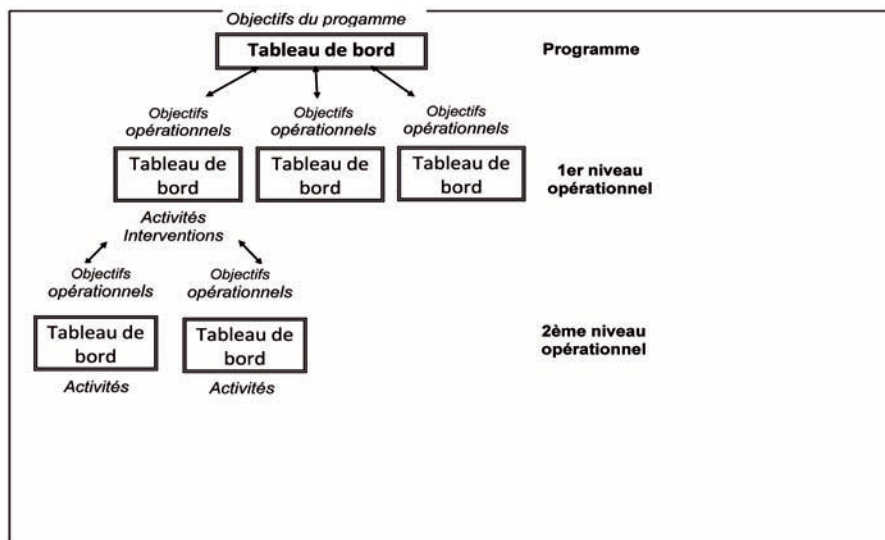 Objectifs du progamme
Tableau de bord
Programme
Objectifs
opérationnels
Objectifs
opérationnels
Objectifs
opérationnels
Tableau de
bord
Tableau de
bord
Tableau de
bord
1er niveau
opérationnel
Activités
Interventions
Objectifs
opérationnels
Objectifs
opérationnels
Tableau de
bord
Tableau de
bord
2ème niveau
opérationnel
Activités
Activités